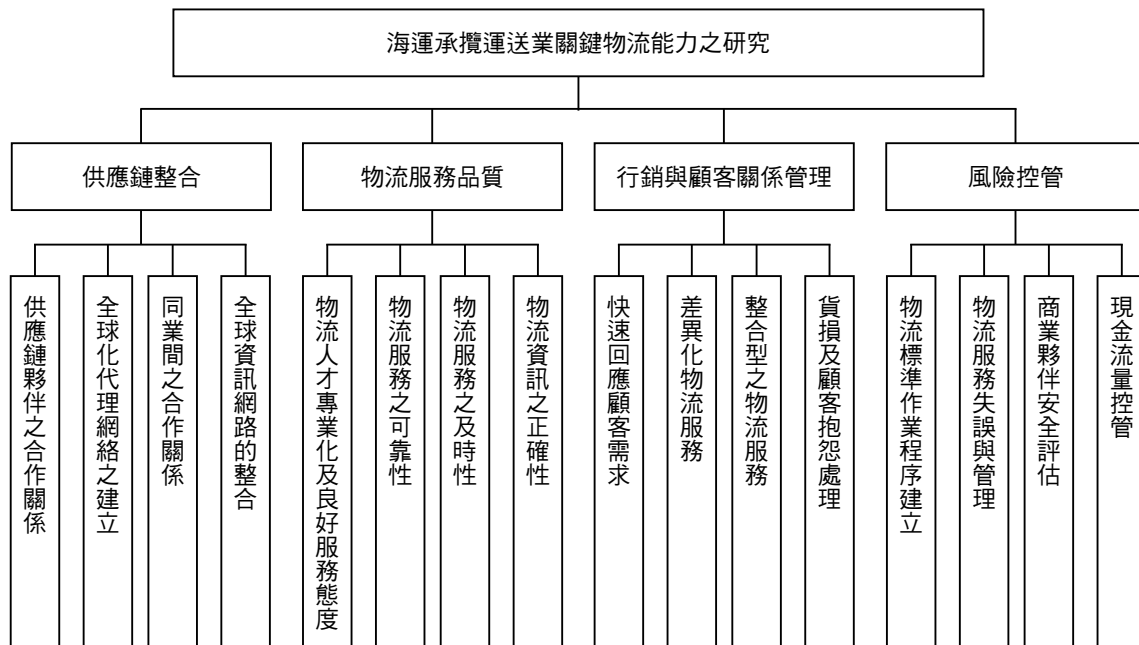 海運承攬運送業關鍵物流能力之研究
供應鏈整合
物流服務品質
行銷與顧客關係管理
風險控管
供應鏈夥伴之合作關係
全球化代理網絡之建立
同業間之合作關係
全球資訊網路的整合
物流人才專業化及良好服務態度
物流服務之可靠性
物流服務之及時性
物流資訊之正確性
快速回應顧客需求
差異化物流服務
整合型之物流服務
貨損及顧客抱怨處理
物流標準作業程序建立
物流服務失誤與管理
商業夥伴安全評估
現金流量控管